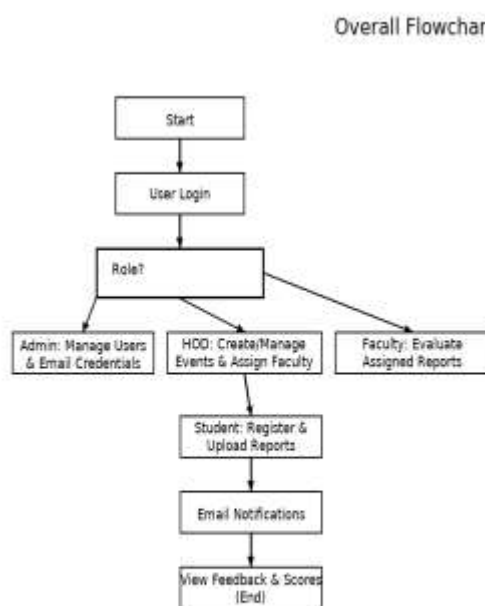 Overall Flowchar
Start
User Login
Role?
Admin: Manage Users
& Email Credentials
HOD: Create/Manage
Events & Assign Faculty
Faculty: Evaluate
Assigned Reports
Student: Register &
Upload Reports
Email Notifications
View Feedback & Scores
(End)